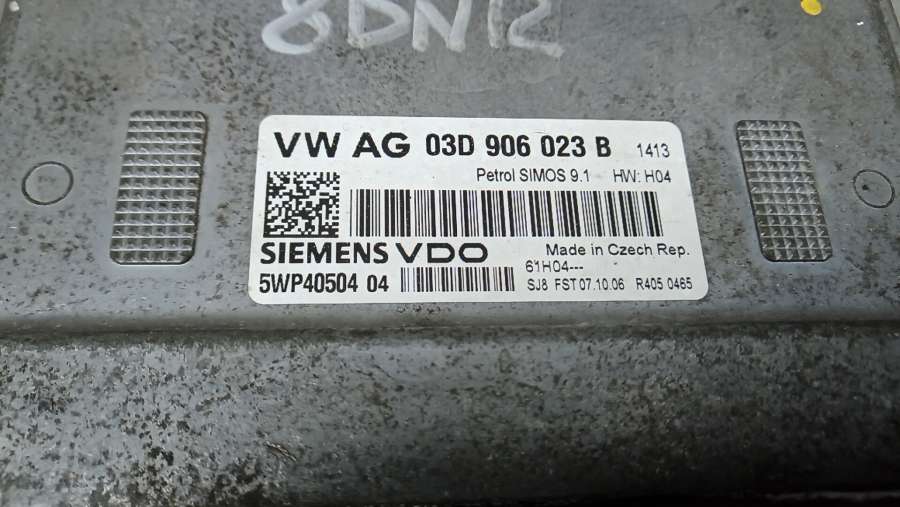 8DN12
VW AG 03D 906 023 B 1413
Petrol SIMOS 9.1 HW: H04
SIEMENS VDO Made in Czech Rep.
61H04---
5WP40504 04 SJ8 FST 07.10.06 R405 0465